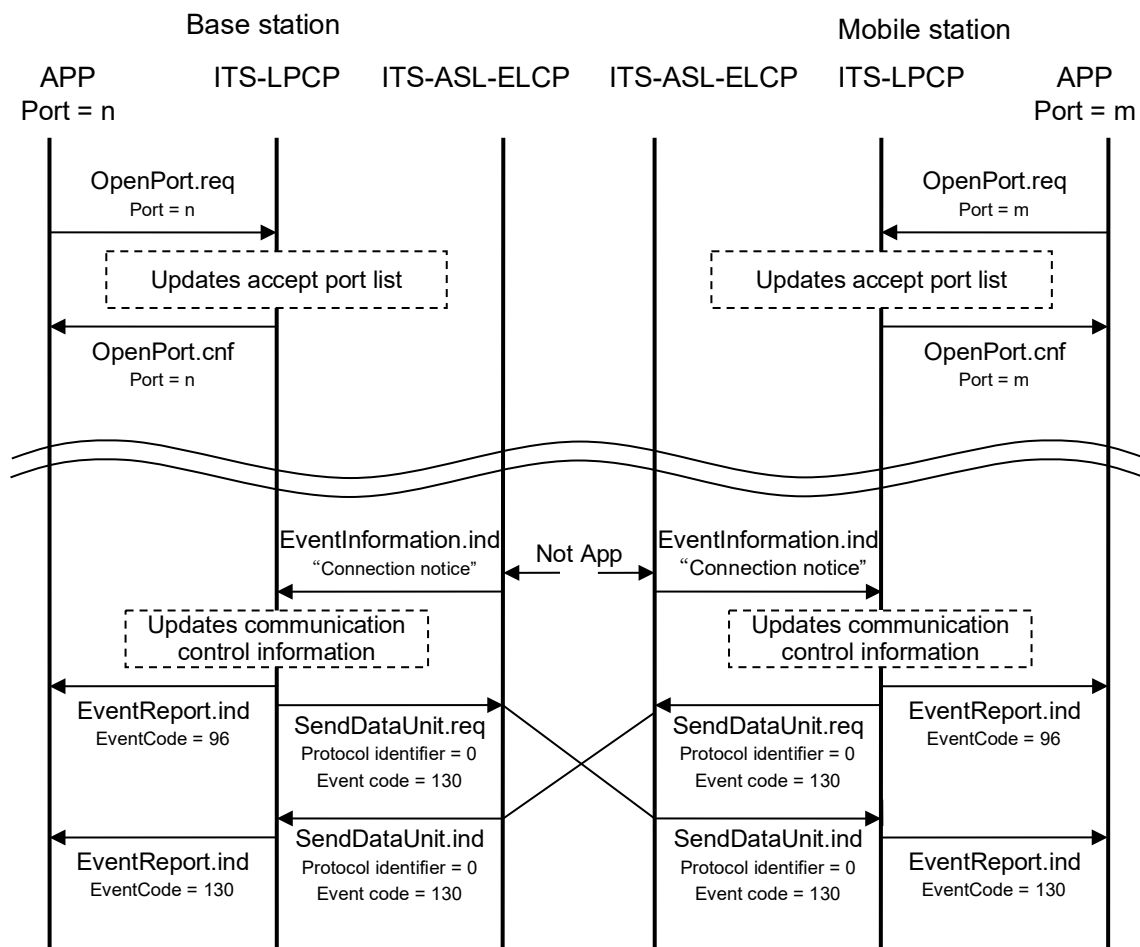 Base station
Mobile station
APP
ITS-LPCP
ITS-ASL-ELCP
ITS-ASL-ELCP
ITS-LPCP
APP
Port = n
Port = m
OpenPort.req
Port = n
OpenPort.req
Port = m
Updates accept port list
Updates accept port list
OpenPort.cnf
Port = n
OpenPort.cnf
Port = m
EventInformation.ind
“Connection notice”
Not App
EventInformation.ind
“Connection notice”
Updates communication
control information
Updates communication
control information
EventReport.ind
EventCode = 96
SendDataUnit.req
Protocol identifier = 0
Event code = 130
SendDataUnit.req
Protocol identifier = 0
Event code = 130
EventReport.ind
EventCode = 96
EventReport.ind
EventCode = 130
SendDataUnit.ind
Protocol identifier = 0
Event code = 130
SendDataUnit.ind
Protocol identifier = 0
Event code = 130
EventReport.ind
EventCode = 130